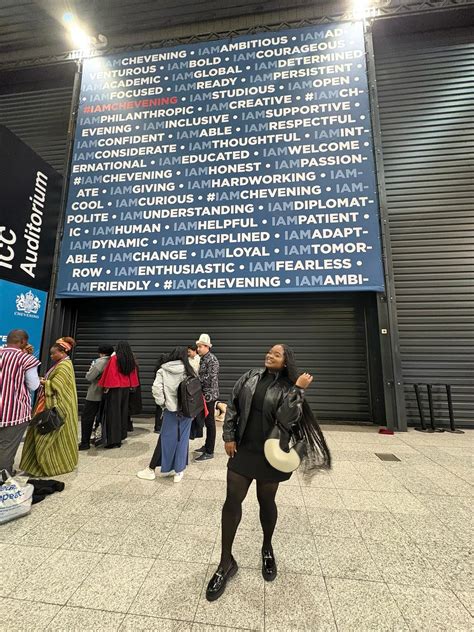 IAMCHEVENING • IAMAMBITIOUS • IAMAD-
VENTUROUS • IAMBOLD • IAMCOURAGEOUS •
IAMACADEMIC • IAMGLOBAL • IAMDETERMINED
• IAMFOCUSED • IAMREADY • IAMPERSISTENT
#IAMCHEVENING • IAMSTUDIOUS • IAMOPEN
• IAMPHILANTHROPIC • IAMCREATIVE • #IAMCH-
EVENING • IAMINCLUSIVE • IAMSUPPORTIVE •
IAMCONFIDENT • IAMABLE • IAMRESPECTFUL
• IAMCONSIDERATE • IAMTHOUGHTFUL • IAMINT-
ERNATIONAL • IAMEDUCATED • IAMWELCOME
• #IAMCHEVENING • IAMHONEST • IAMPASSION-
ATE • IAMGIVING • IAMHARDWORKING • IAM-
COOL • IAMCURIOUS • #IAMCHEVENING • IAM-
POLITE • IAMUNDERSTANDING • IAMDIPLOMAT-
IC • IAMHUMAN • IAMHELPFUL • IAMPATIENT •
IAMDYNAMIC • IAMDISCIPLINED • IAMADAPT-
ABLE • IAMCHANGE • IAMLOYAL • IAMTOMOR-
ROW • IAMENTHUSIASTIC • IAMFEARLESS •
IAMFRIENDLY • #IAMCHEVENING • IAMAMBI-
ICC
Auditorium
CHEVENING